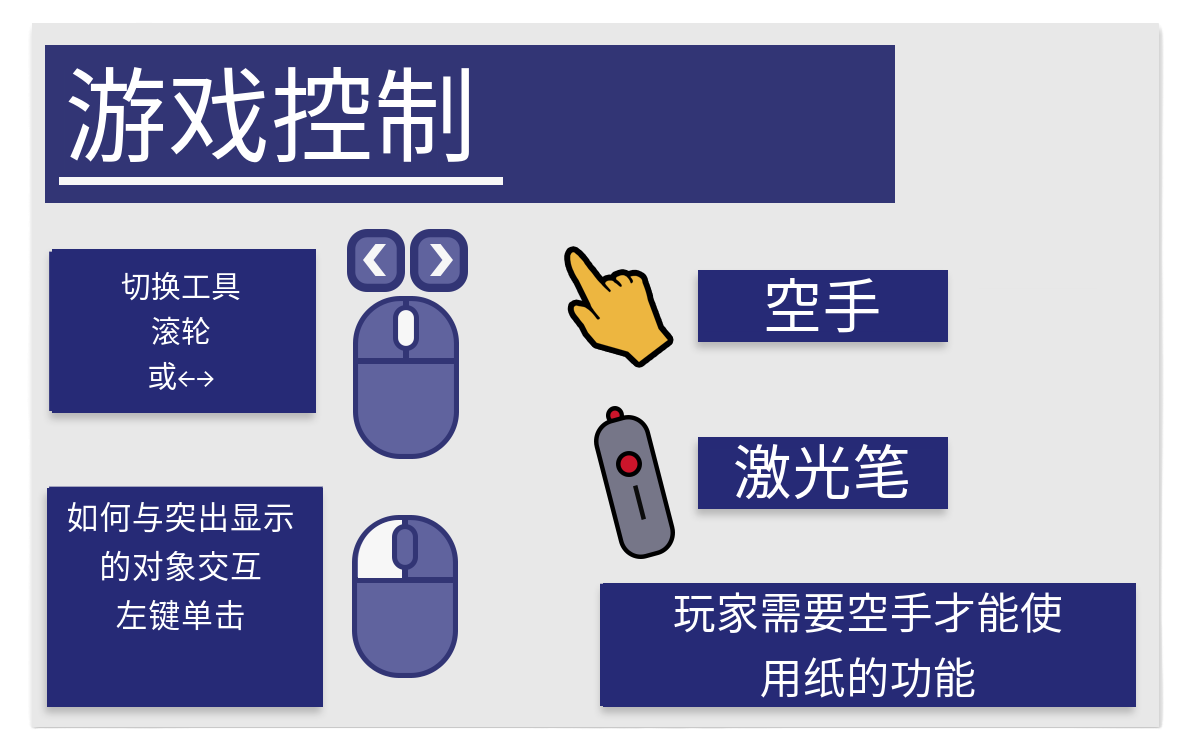 游戏控制
切换工具
滚轮
或←→
空手
激光笔
如何与突出显示
的对象交互
左键单击
玩家需要空手才能使
用纸的功能